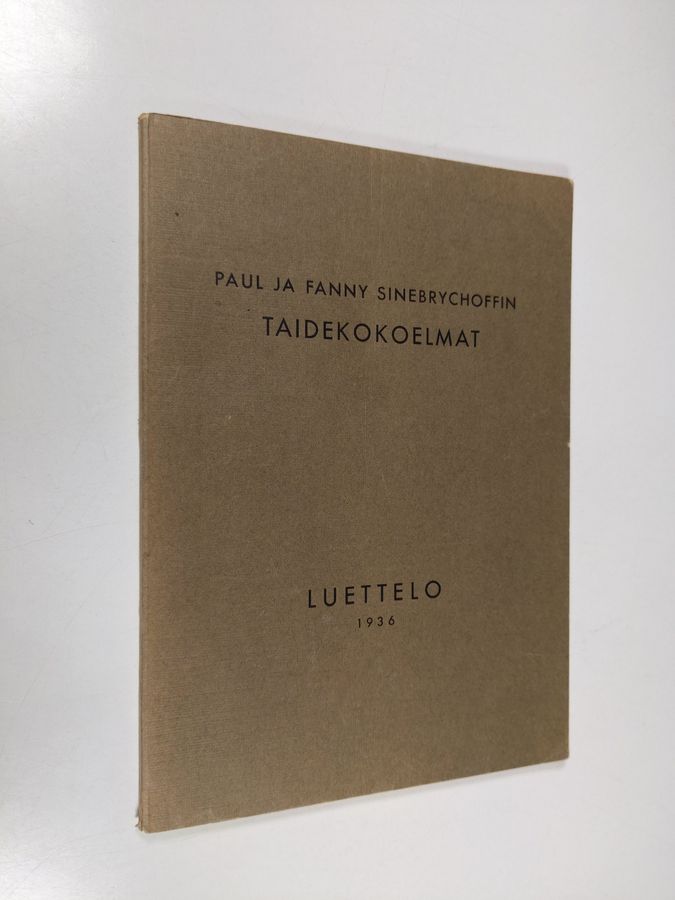 PAUL JA FANNY SINEBRYCHOFFIN
TAIDEKOKOELMAT
LUETTELO
1936